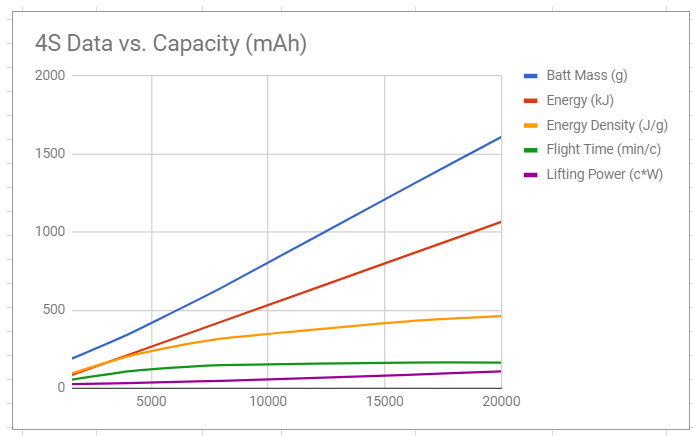 4S Data vs. Capacity (mAh)
2000
1500
1000
500
0
5000 10000 15000 20000
Batt Mass (g)
Energy (kJ)
Energy Density (J/g)
Flight Time (min/c)
Lifting Power (c*W)